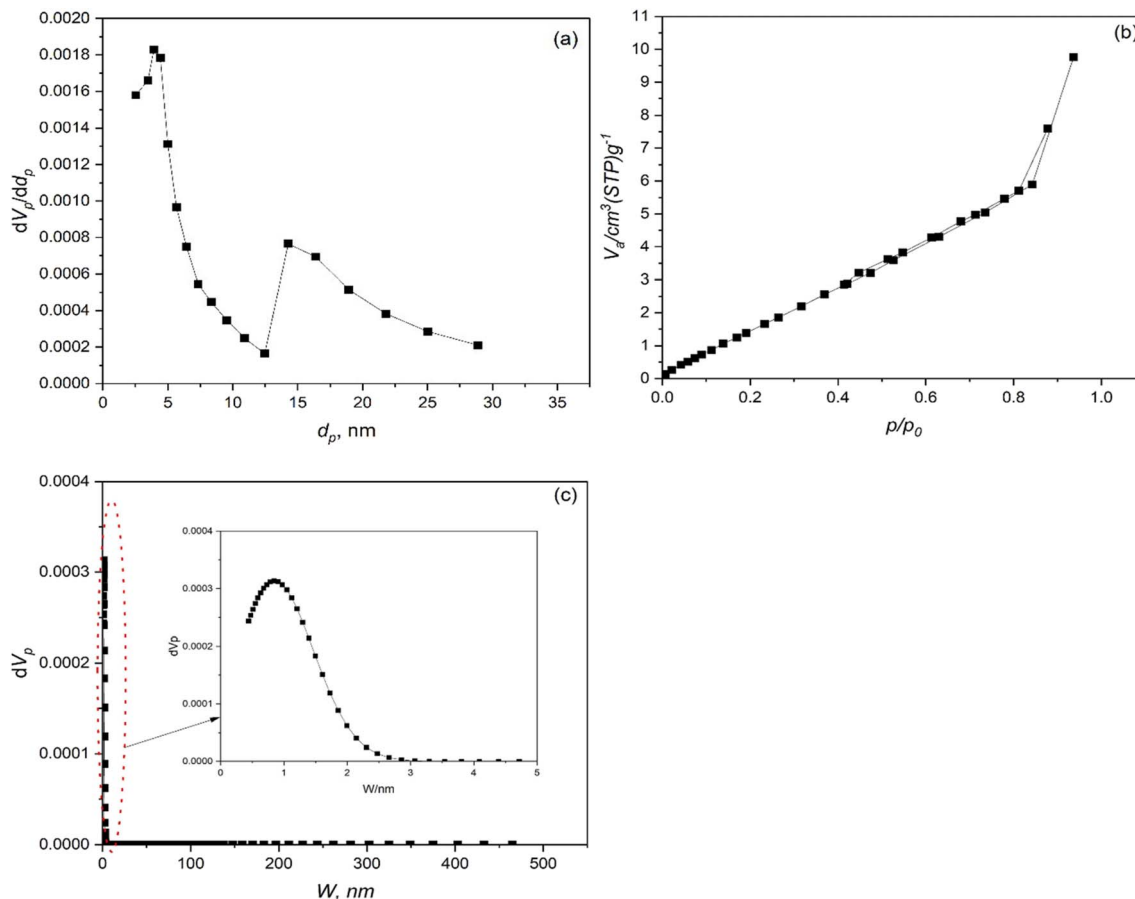 (a)
0.0020
0.0018
0.0016
0.0014
0.0012
0.0010
0.0008
0.0006
0.0004
0.0002
0.0000
dVp/ddp
0 5 10 15 20 25 30 35
dp, nm
(b)
11
10
9
8
7
6
5
4
3
2
1
0
Va/cm³(STP)g⁻¹
0.0 0.2 0.4 0.6 0.8 1.0
p/p0
(c)
0.0004
0.0003
0.0002
0.0001
0.0000
dVp
0 50 100 200 300 400 500
W, nm
0.0004
0.0003
0.0002
0.0001
0.0000
dVp
0 1 2 3 4 5
W/nm